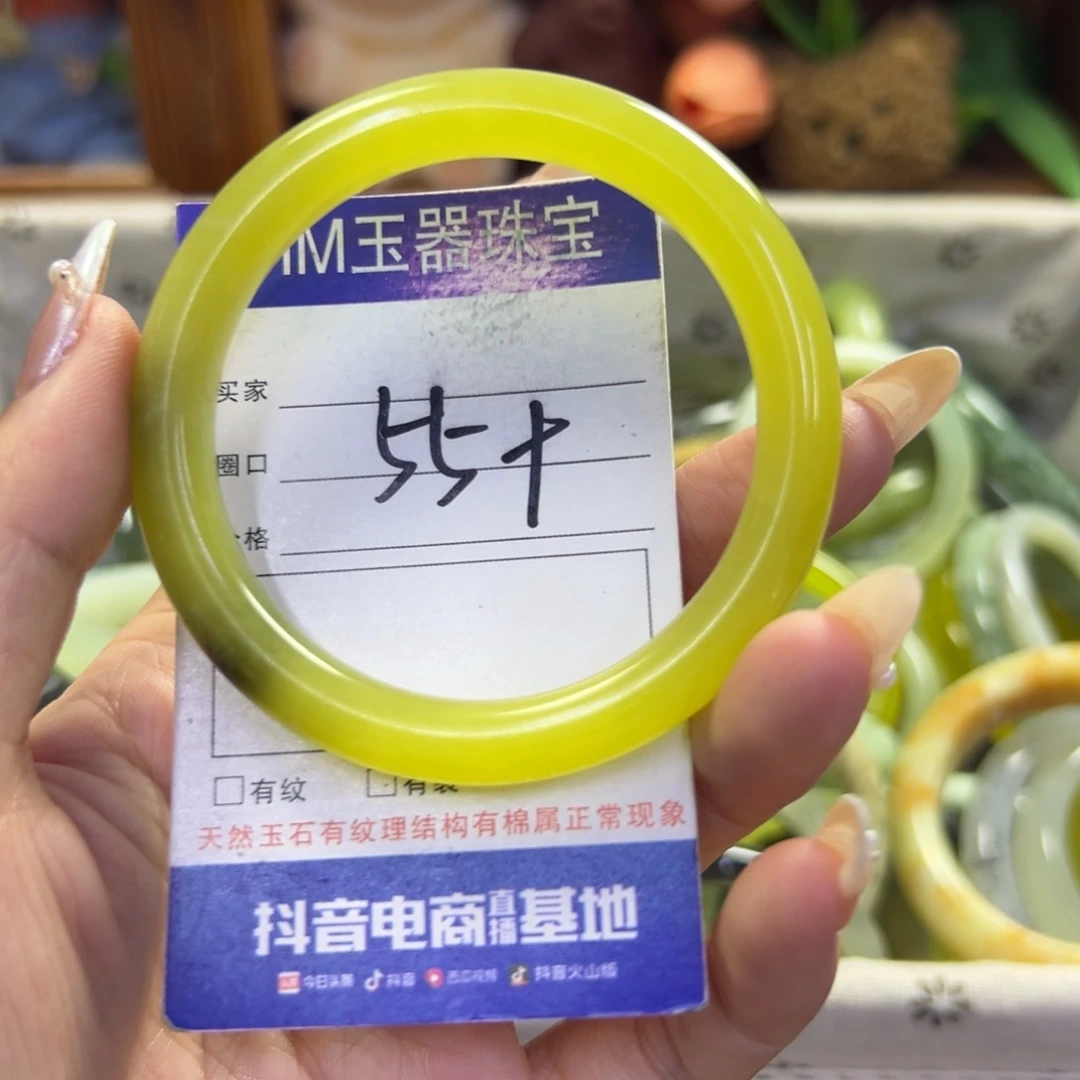 M玉器珠宝
买家
圈口
格
55+
有纹
天然玉石有纹理结构有棉属正常现象
抖音电商直播基地
今日头条 抖音 西瓜视频 抖音火山版